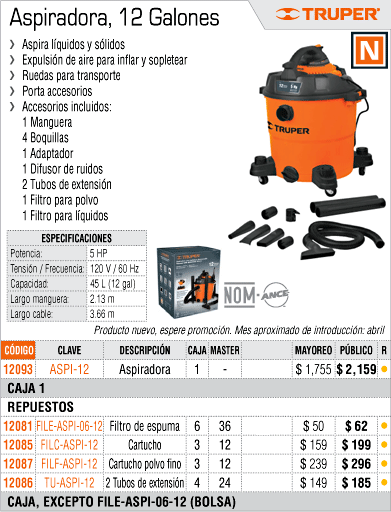 Aspiradora, 12 Galones
TRUPER
N
❯ Aspira líquidos y sólidos
❯ Expulsión de aire para inflar y sopletear
❯ Ruedas para transporte
❯ Porta accesorios
❯ Accesorios incluidos:
1 Manguera
4 Boquillas
1 Adaptador
1 Difusor de ruidos
2 Tubos de extensión
1 Filtro para polvo
1 Filtro para líquidos
TRUPER
ESPECIFICACIONES
Potencia: 5 HP
Tensión / Frecuencia: 120 V / 60 Hz
Capacidad: 45 L (12 gal)
Largo manguera: 2.13 m
Largo cable: 3.66 m
TRUPER
NOM-ANCE
Producto nuevo, espere promoción. Mes aproximado de introducción: abril
CÓDIGO CLAVE DESCRIPCIÓN CAJA MASTER MAYOREO PÚBLICO R
12093 ASPI-12 Aspiradora 1 - $ 1,755 $ 2,159 ●
CAJA 1
REPUESTOS
12081 FILE-ASPI-06-12 Filtro de espuma 6 36 $ 50 $ 62 ●
12085 FILC-ASPI-12 Cartucho 3 12 $ 159 $ 199 ●
12087 FILF-ASPI-12 Cartucho polvo fino 3 12 $ 239 $ 296 ●
12086 TU-ASPI-12 2 Tubos de extensión 4 24 $ 149 $ 185 ●
CAJA, EXCEPTO FILE-ASPI-06-12 (BOLSA)